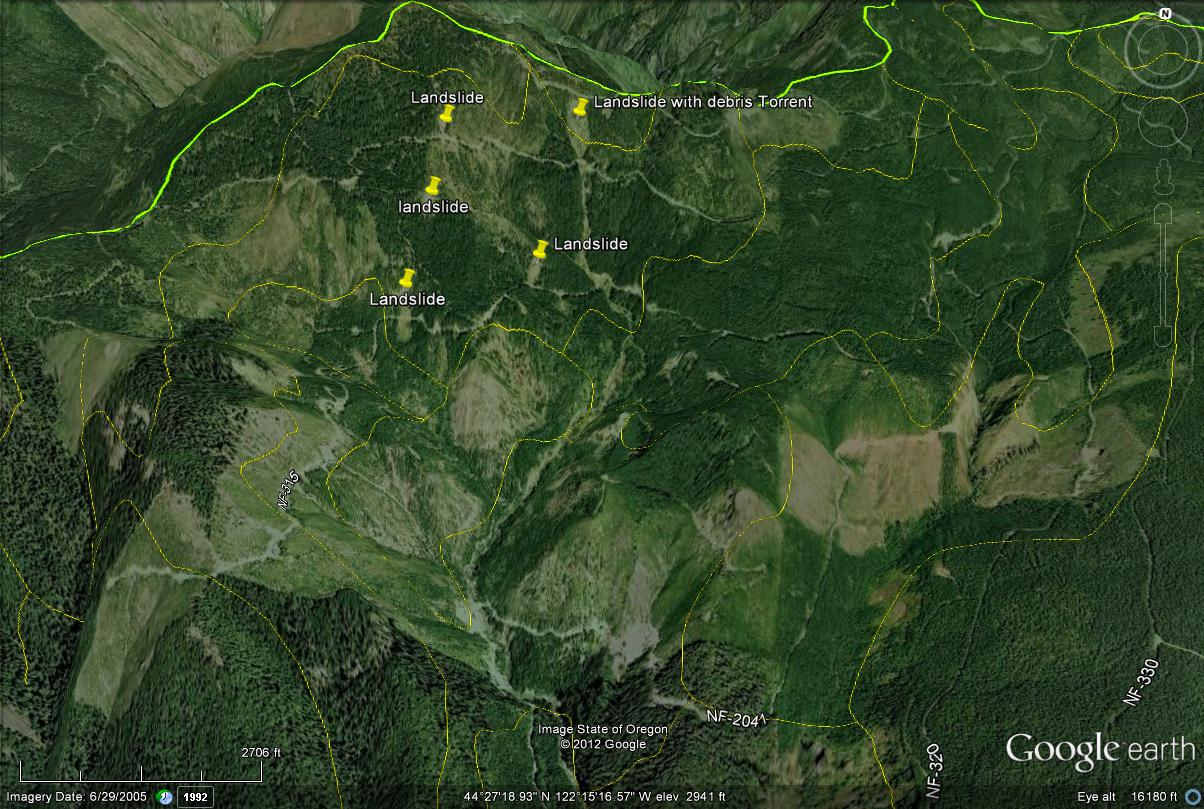 N
Landslide
Landslide with debris Torrent
landslide
Landslide
Landslide
NF-315
NF-2041
NF-330
NF-320
Image State of Oregon
© 2012 Google
Google earth
2706 ft
Imagery Date: 6/29/2005
1992
44°27'18.93" N 122°15'16.57" W elev 2941 ft
Eye alt 16180 ft